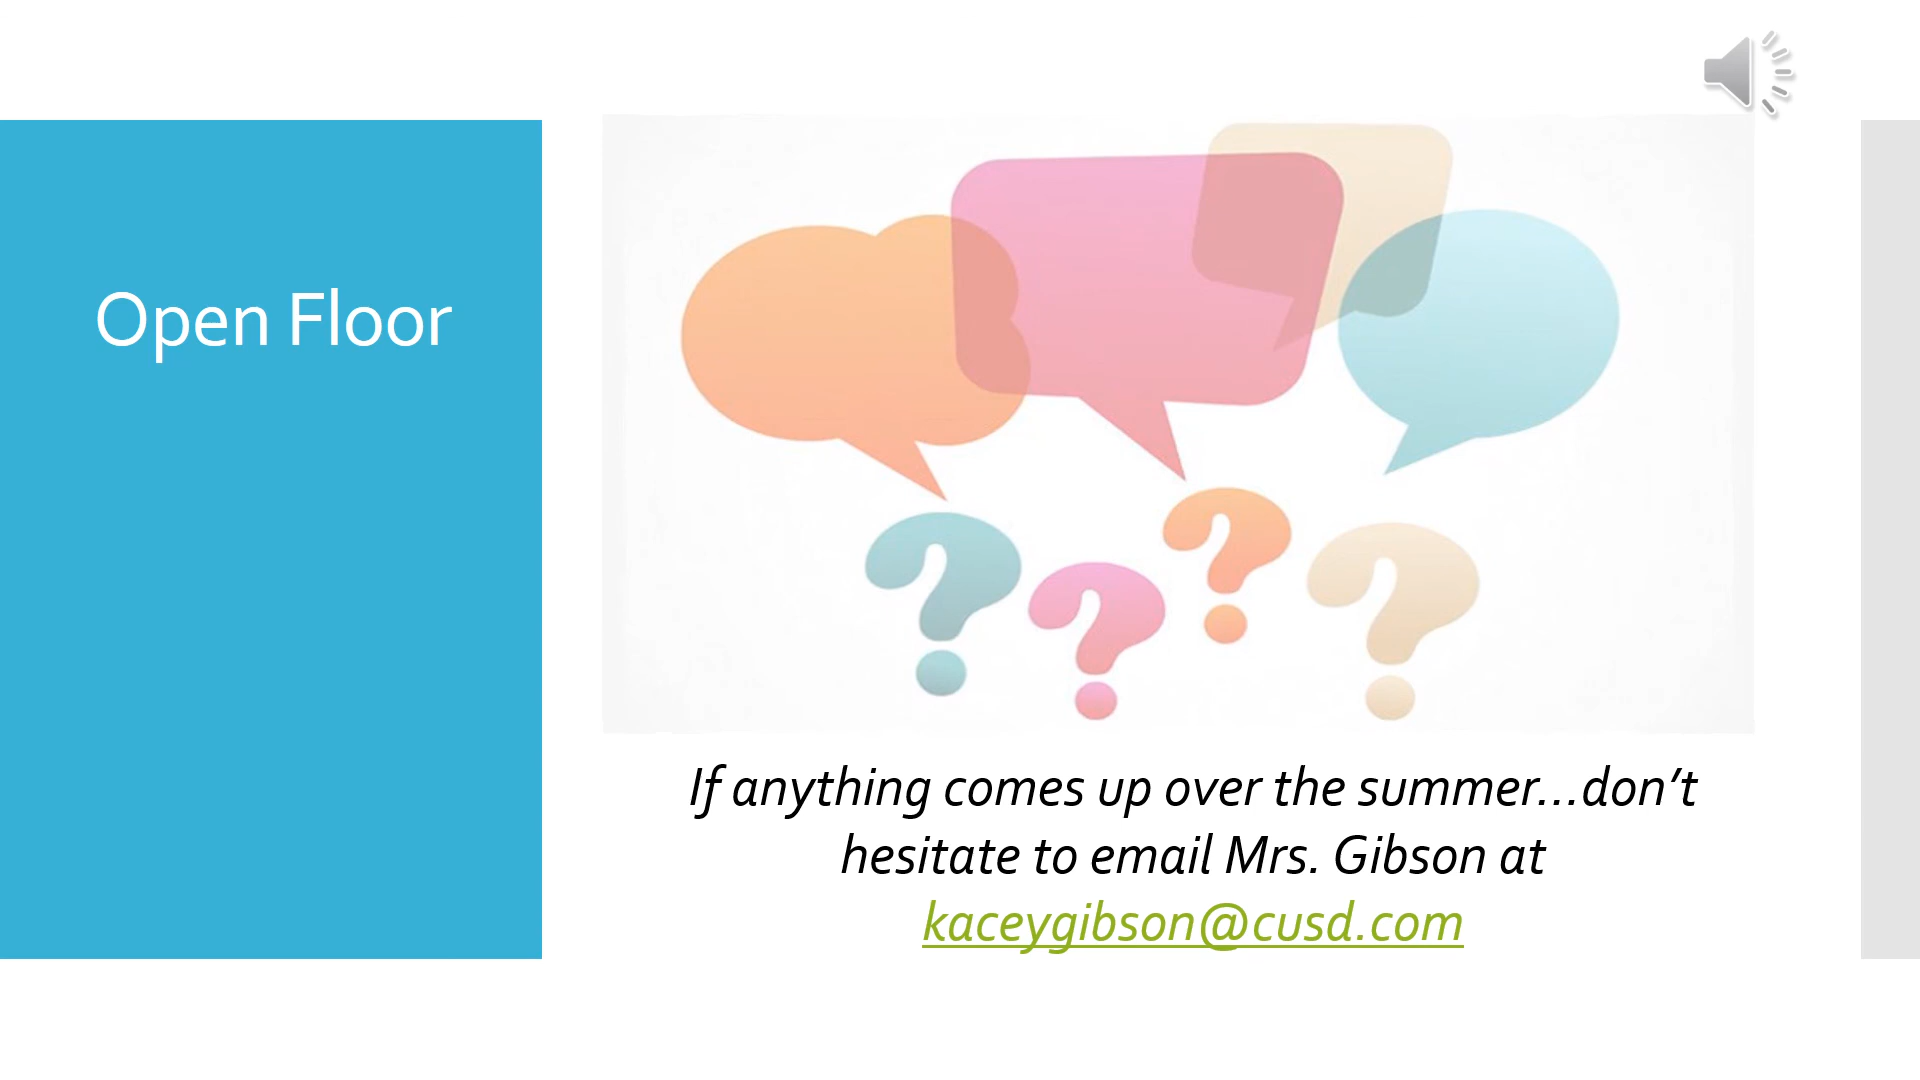 Open Floor
If anything comes up over the summer…don’t
hesitate to email Mrs. Gibson at
kaceygibson@cusd.com